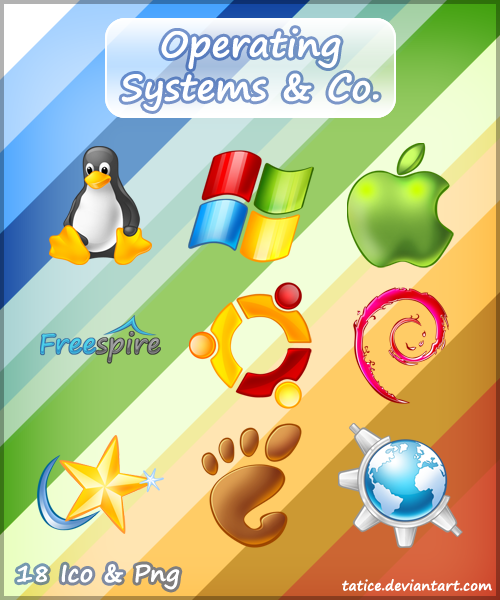 Operating
Systems & Co.
Freespire
18 Ico & Png
tatice.deviantart.com